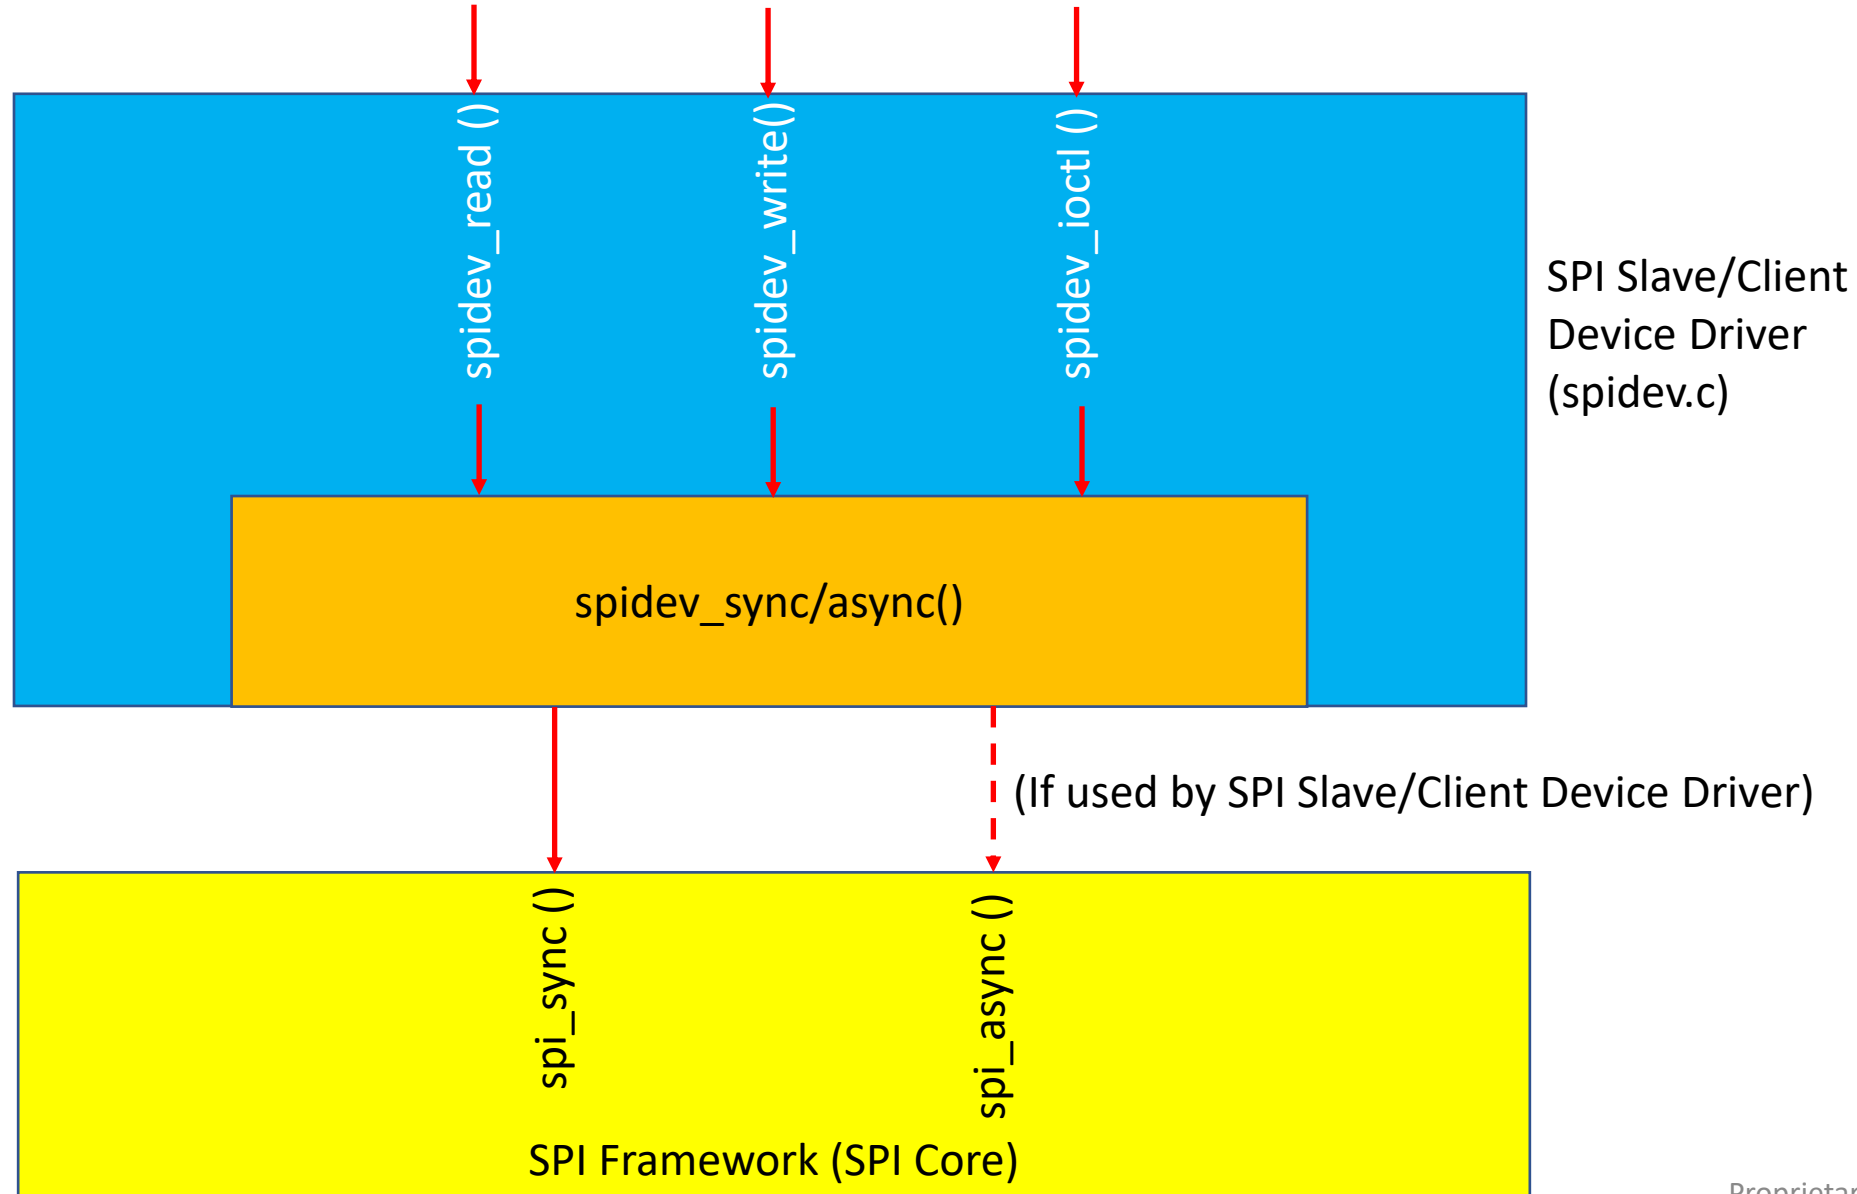 spidev_read ()
spidev_write()
spidev_ioctl ()
SPI Slave/Client
Device Driver
(spidev.c)
spidev_sync/async()
(If used by SPI Slave/Client Device Driver)
spi_sync ()
spi_async ()
SPI Framework (SPI Core)